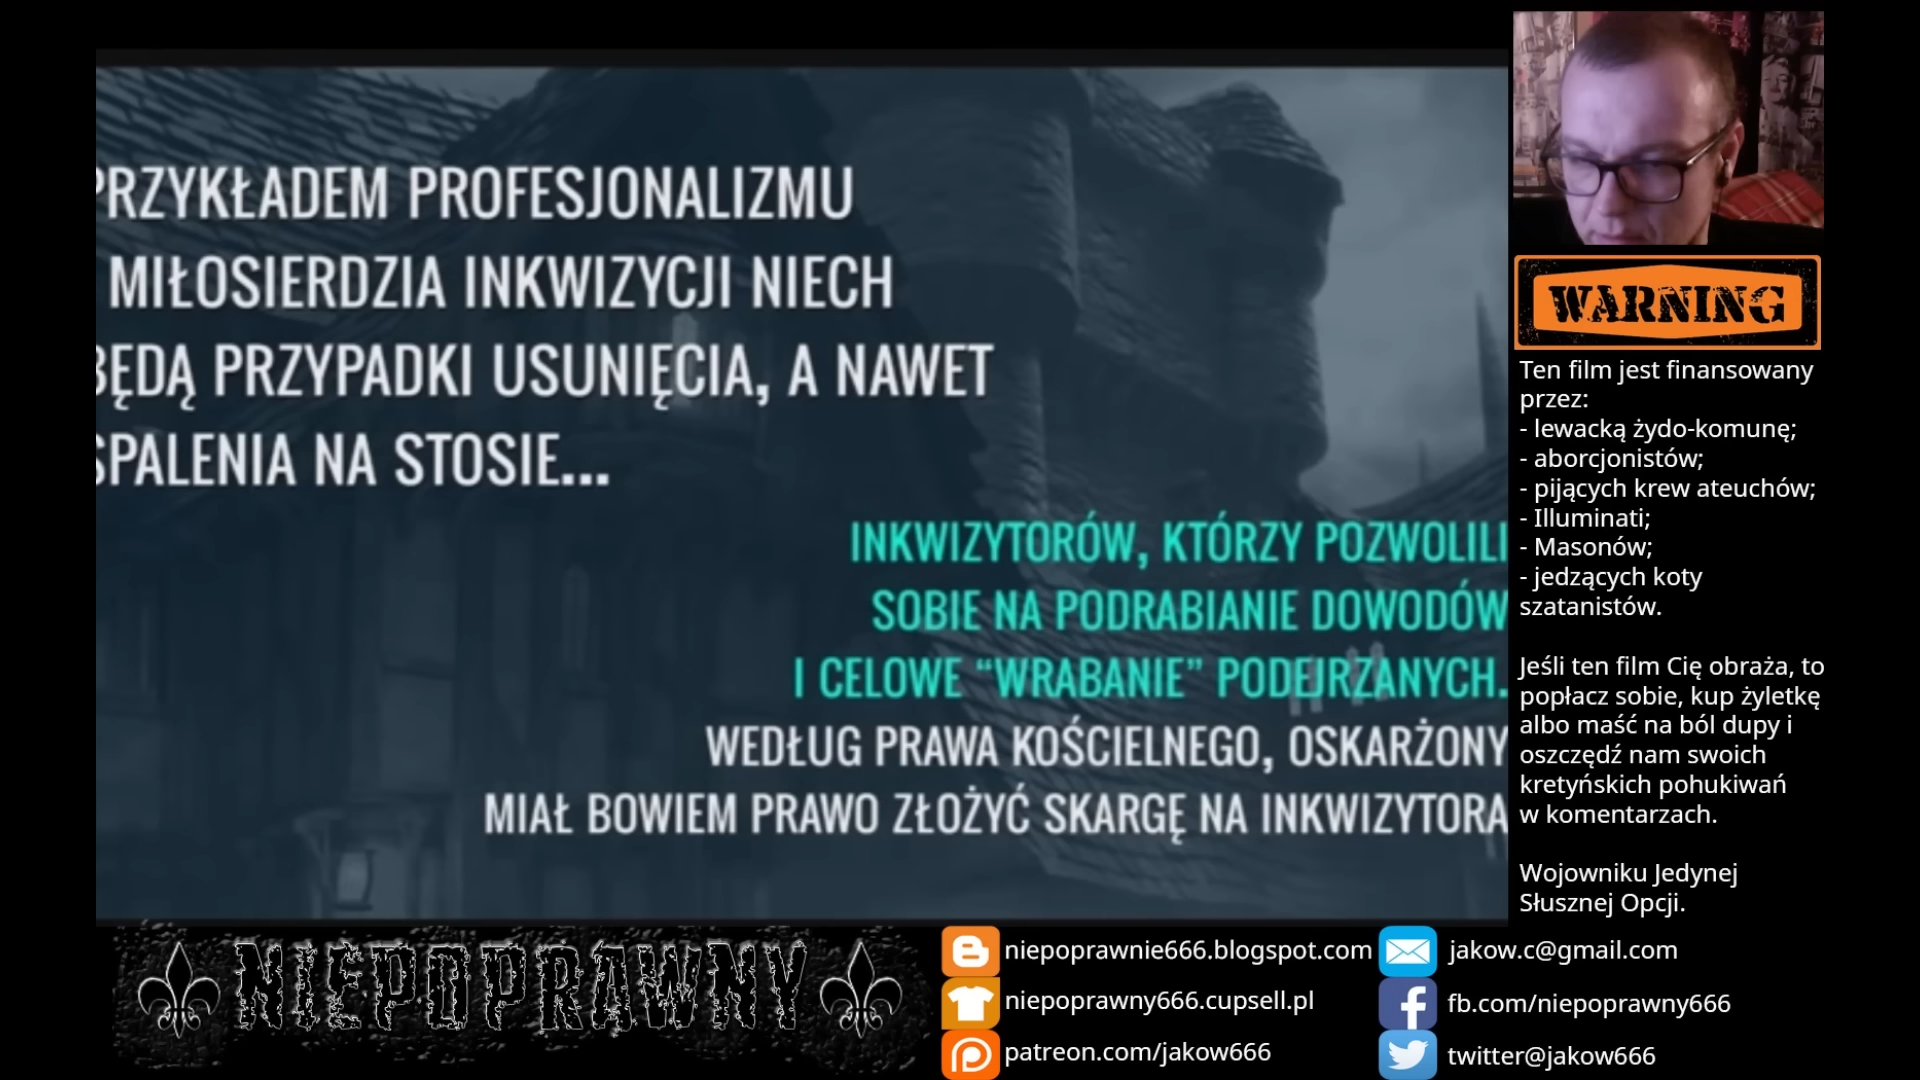 PRZYKŁADEM PROFESJONALIZMU
MIŁOSIERDZIA INKWIZYCJI NIECH
BĘDĄ PRZYPADKI USUNIĘCIA, A NAWET
SPALENIA NA STOSIE...
INKWIZYTORÓW, KTÓRZY POZWOLILI
SOBIE NA PODRABIANIE DOWODÓW
I CELOWE “WRABANIE” PODEJRZANYCH.
WEDŁUG PRAWA KOŚCIELNEGO, OSKARŻONY
MIAŁ BOWIEM PRAWO ZŁOŻYĆ SKARGĘ NA INKWIZYTORA
WARNING
Ten film jest finansowany
przez:
- lewacką żydo-komunę;
- aborcjonistów;
- pijących krew ateuchów;
- Illuminati;
- Masonów;
- jedzących koty
szatanistów.
Jeśli ten film Cię obraża, to
popłacz sobie, kup żyletkę
albo maść na ból dupy i
oszczędź nam swoich
kretyńskich pohukiwań
w komentarzach.
Wojowniku Jedynej
Słusznej Opcji.
NIEPOPRAWNY
niepoprawnie666.blogspot.com
niepoprawny666.cupsell.pl
patreon.com/jakow666
jakow.c@gmail.com
fb.com/niepoprawny666
twitter@jakow666